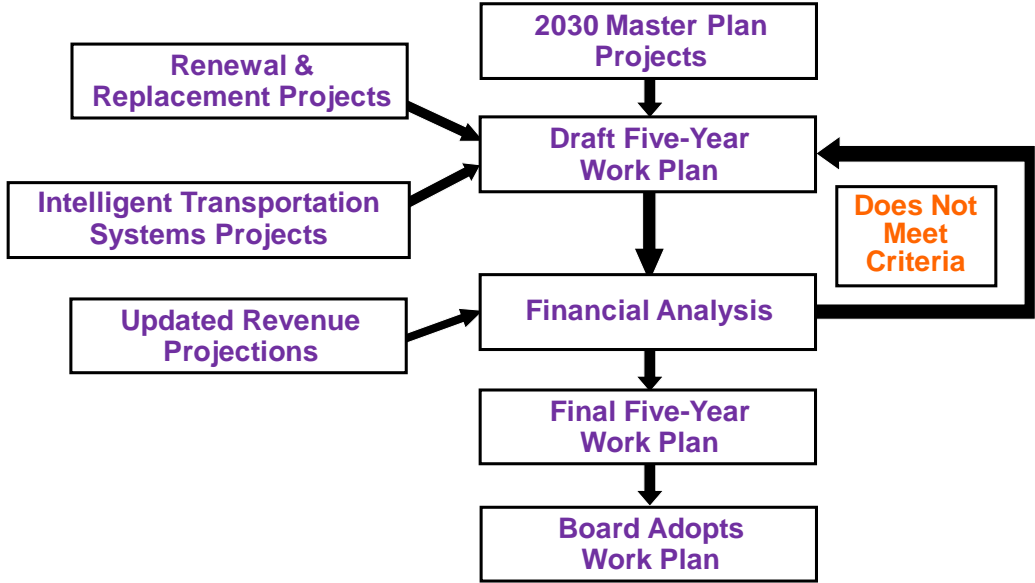 2030 Master Plan
Projects
Renewal &
Replacement Projects
Draft Five-Year
Work Plan
Intelligent Transportation
Systems Projects
Does Not
Meet
Criteria
Financial Analysis
Updated Revenue
Projections
Final Five-Year
Work Plan
Board Adopts
Work Plan